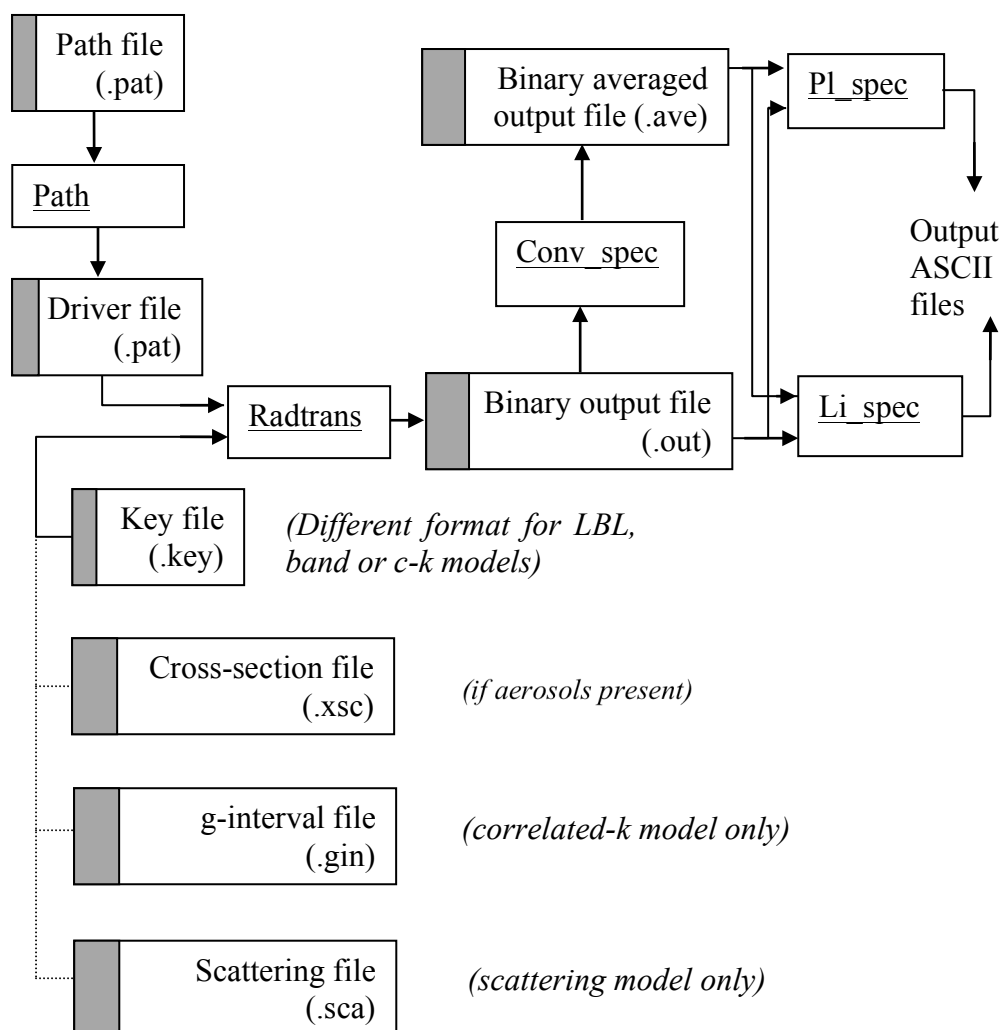 Path file
(.pat)
Path
Driver file
(.pat)
Binary averaged
output file (.ave)
Conv_spec
Pl_spec
Output
ASCII
files
Radtrans
Binary output file
(.out)
Li_spec
Key file
(.key)
(Different format for LBL,
band or c-k models)
Cross-section file
(.xsc)
(if aerosols present)
g-interval file
(.gin)
(correlated-k model only)
Scattering file
(.sca)
(scattering model only)